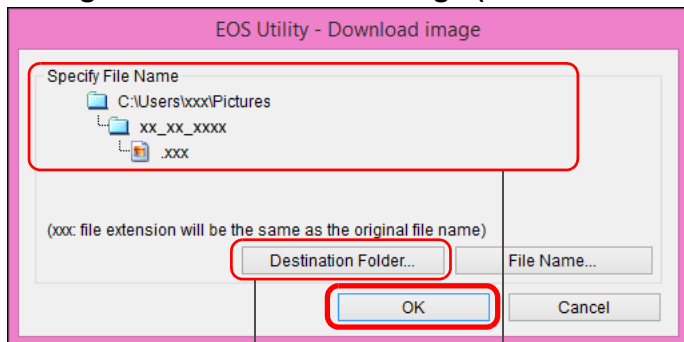 EOS Utility - Download image
Specify File Name
C:\Users\xxx\Pictures
xx_xx_xxxx
.xxx
(xxx: file extension will be the same as the original file name)
Destination Folder... File Name...
OK Cancel